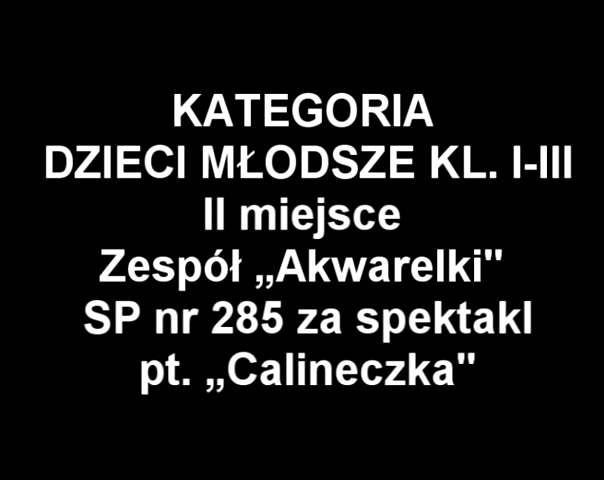 KATEGORIA
DZIECI MŁODSZE KL. I-III
II miejsce
Zespół „Akwarelki"
SP nr 285 za spektakl
pt. „Calineczka"